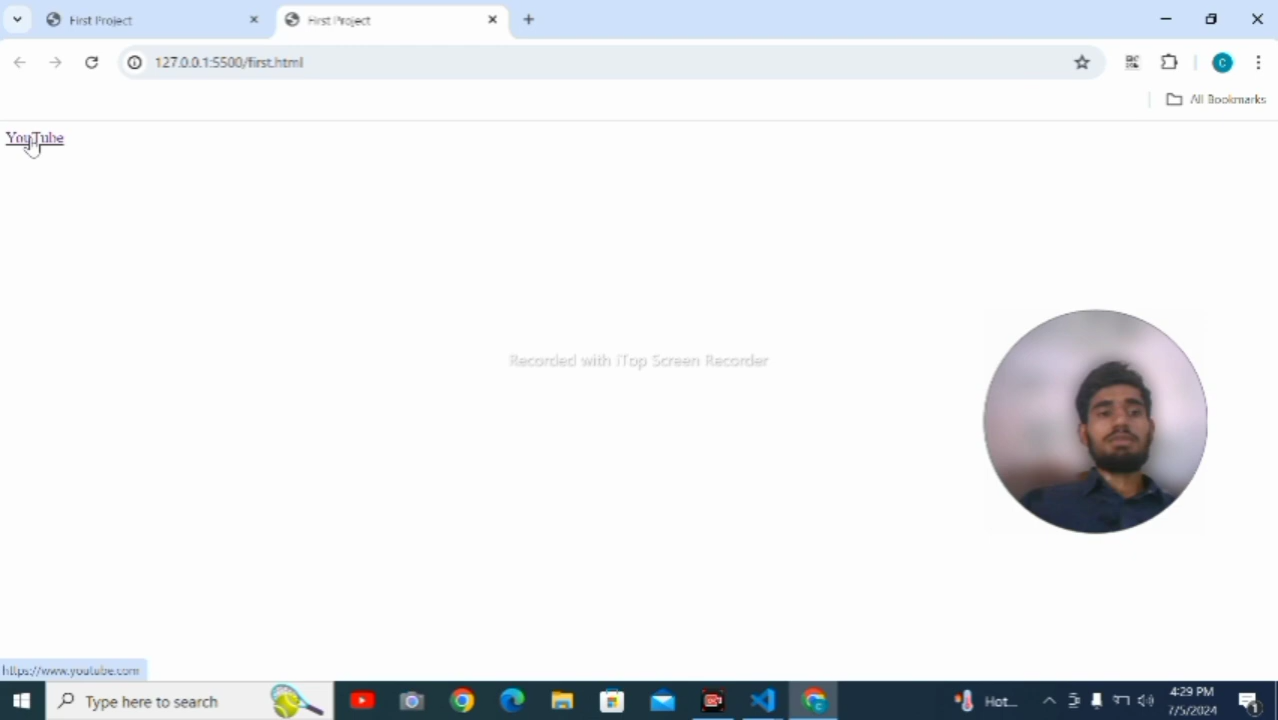 First Project
First Project
127.0.0.1:5500/first.html
C
All Bookmarks
YouTube
Recorded with iTop Screen Recorder
https://www.youtube.com
Type here to search
Hot...
4:29 PM
7/5/2024
1